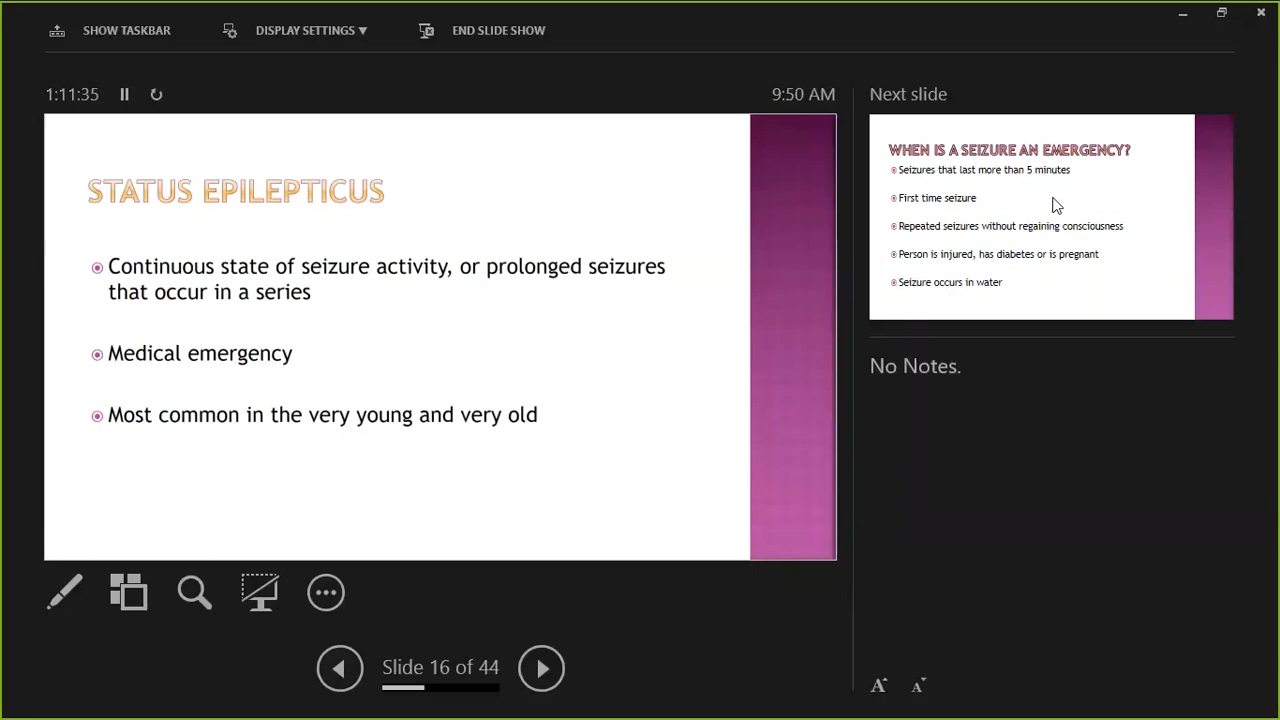 SHOW TASKBAR
DISPLAY SETTINGS ▼
END SLIDE SHOW
1:11:35
9:50 AM
STATUS EPILEPTICUS
Continuous state of seizure activity, or prolonged seizures
that occur in a series
Medical emergency
Most common in the very young and very old
Slide 16 of 44
Next slide
WHEN IS A SEIZURE AN EMERGENCY?
Seizures that last more than 5 minutes
First time seizure
Repeated seizures without regaining consciousness
Person is injured, has diabetes or is pregnant
Seizure occurs in water
No Notes.
A A